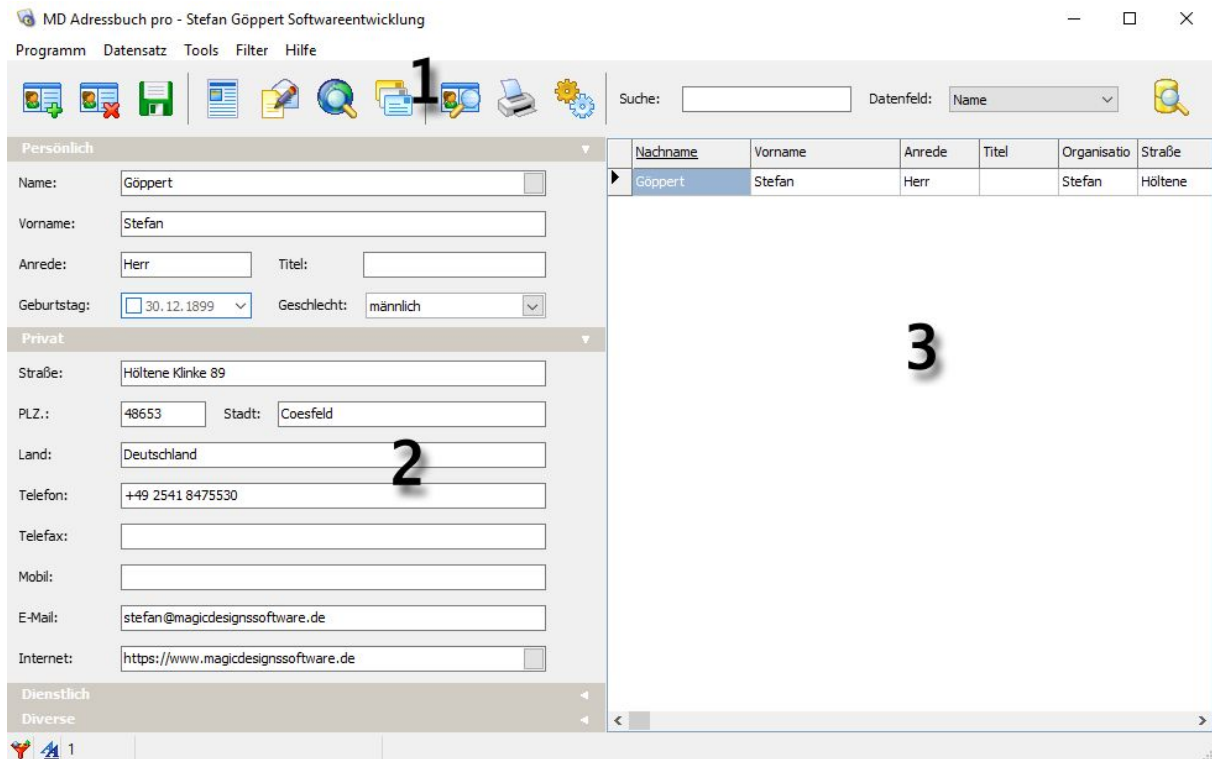 MD Adressbuch pro - Stefan Göppert Softwareentwicklung
Programm Datensatz Tools Filter Hilfe
1
Suche: Datenfeld: Name
Persönlich
Name: Göppert
Vorname: Stefan
Anrede: Herr Titel:
Geburtstag: 30.12.1899 Geschlecht: männlich
Privat
Straße: Höltene Klinke 89
PLZ.: 48653 Stadt: Coesfeld
Land: Deutschland
2
Telefon: +49 2541 8475530
Telefax:
Mobil:
E-Mail: stefan@magicdesignssoftware.de
Internet: https://www.magicdesignssoftware.de
Dienstlich
Diverse
Nachname Vorname Anrede Titel Organisatio Straße
Göppert Stefan Herr Stefan Höltene
3
1